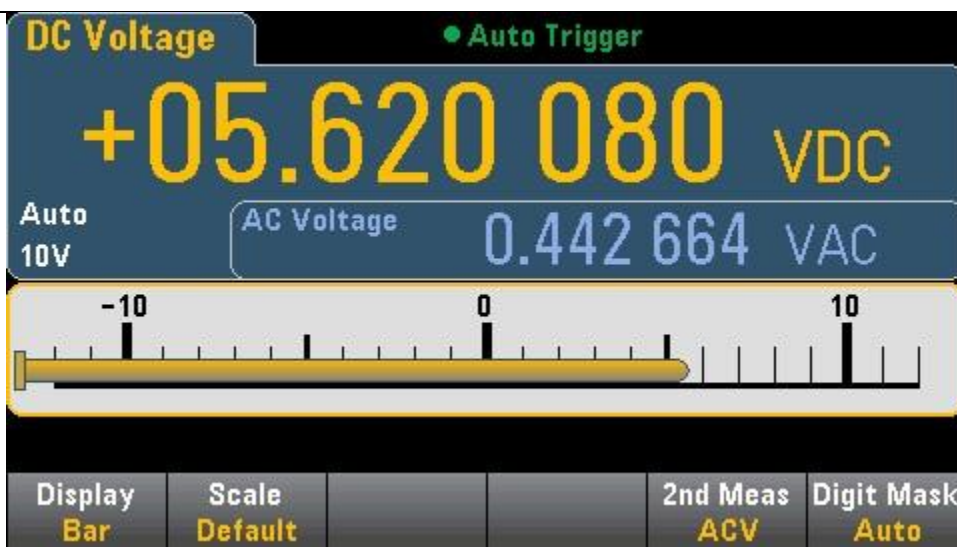 DC Voltage
● Auto Trigger
+05.620 080 VDC
Auto
10V
AC Voltage 0.442 664 VAC
-10 0 10
Display Scale 2nd Meas Digit Mask
Bar Default ACV Auto